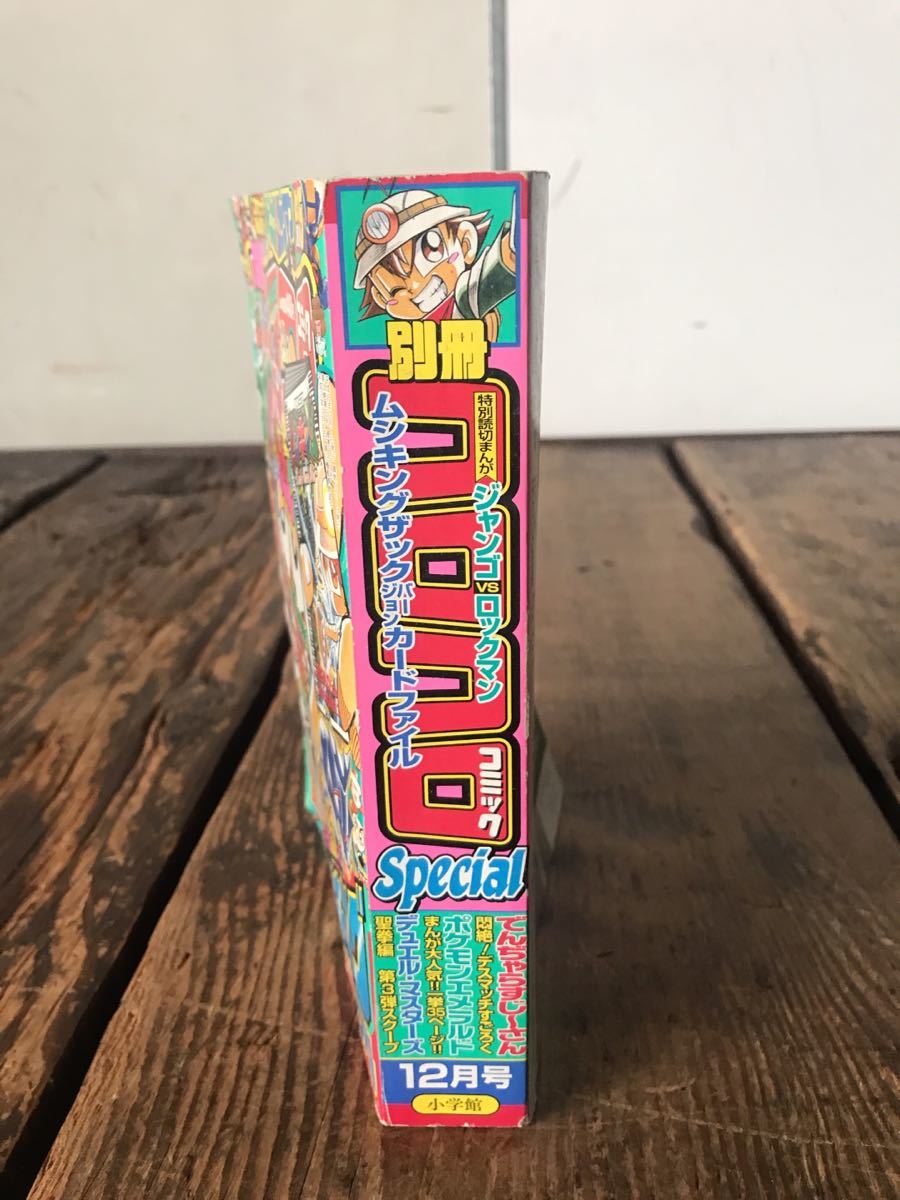 別冊
コロコロ
コミック
特別読切まんが
ジャンゴVSロックマン
ムシキングザックバージョンカードファイル
Special
でんぢゃらすじーさん
悶絶!デスマッチすごろく
ポケモンエメラルド
まんが大人気!!一挙35ページ!!
デュエル・マスターズ
聖拳編 第3弾スクープ
12月号
小学館